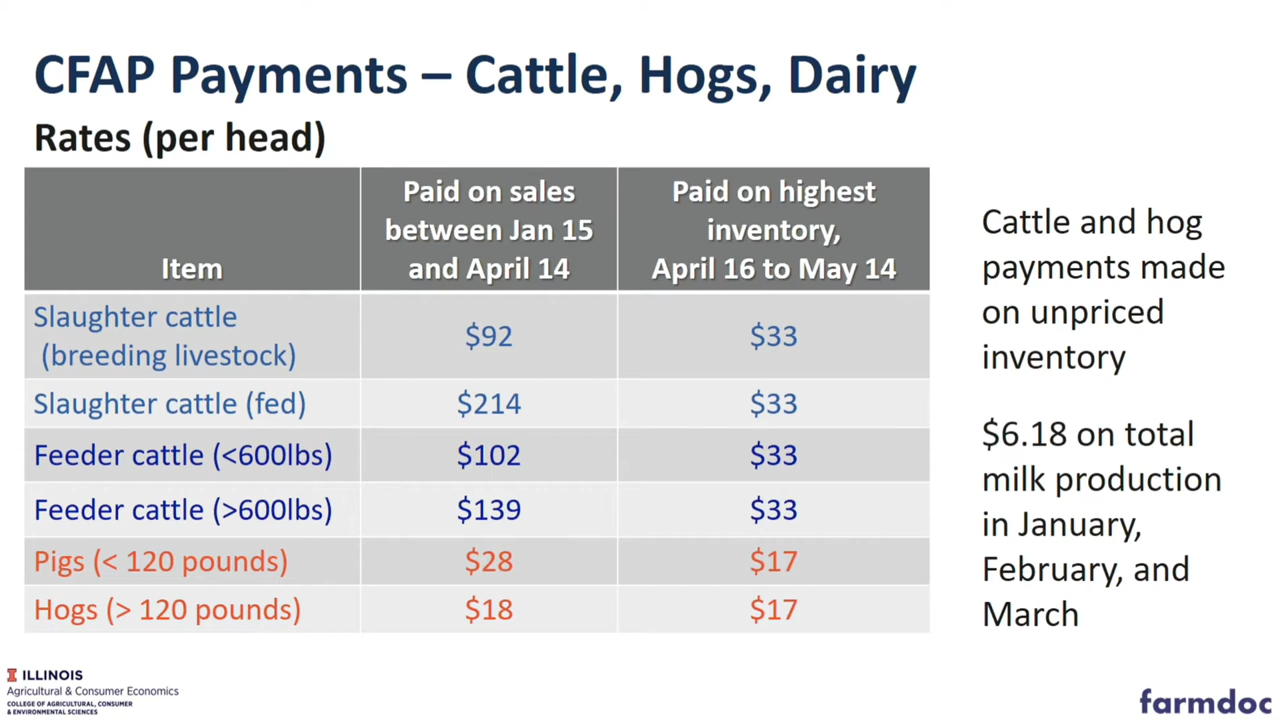 CFAP Payments – Cattle, Hogs, Dairy
Rates (per head)
Item
Paid on sales
between Jan 15
and April 14
Paid on highest
inventory,
April 16 to May 14
Slaughter cattle
(breeding livestock)
$92
$33
Slaughter cattle (fed)
$214
$33
Feeder cattle (<600lbs)
$102
$33
Feeder cattle (>600lbs)
$139
$33
Pigs (< 120 pounds)
$28
$17
Hogs (> 120 pounds)
$18
$17
Cattle and hog
payments made
on unpriced
inventory
$6.18 on total
milk production
in January,
February, and
March
I ILLINOIS
Agricultural & Consumer Economics
COLLEGE OF AGRICULTURAL, CONSUMER
& ENVIRONMENTAL SCIENCES
farmdoc